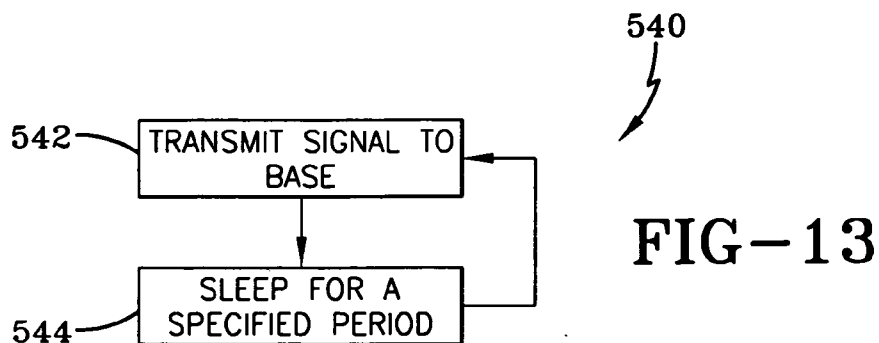 540
542
TRANSMIT SIGNAL TO
BASE
FIG-13
SLEEP FOR A
SPECIFIED PERIOD
544